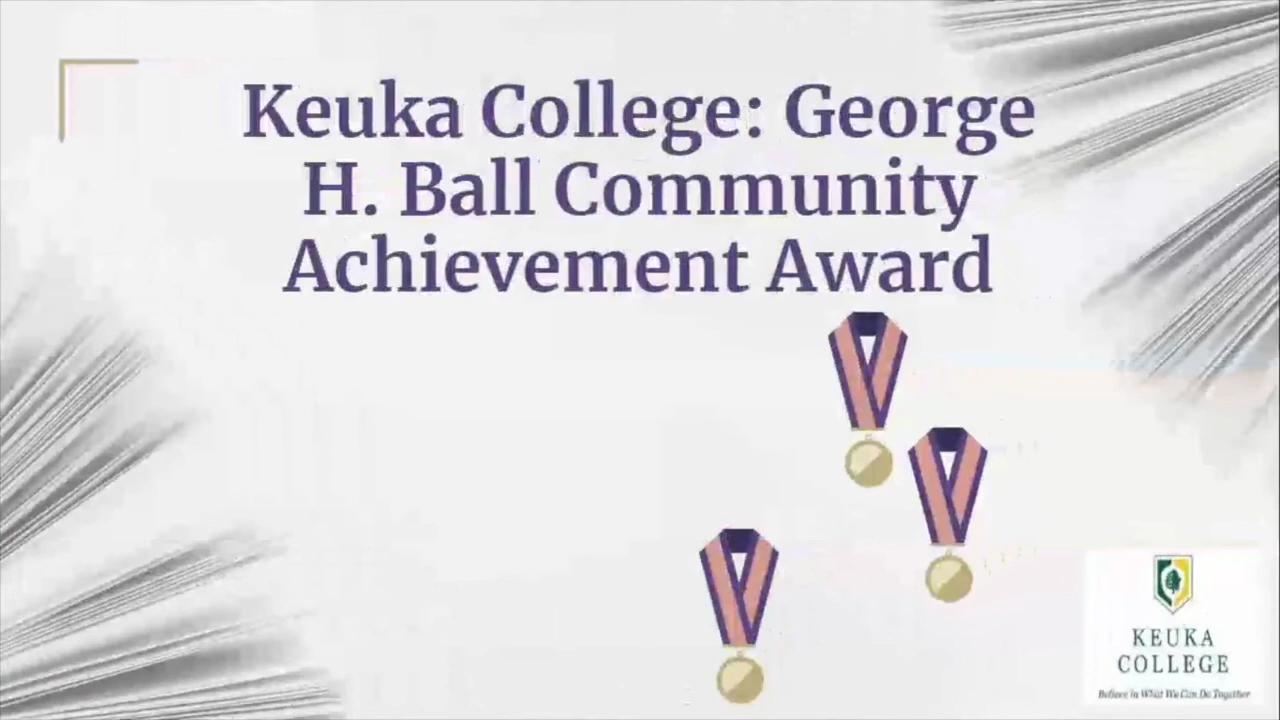 Keuka College: George
H. Ball Community
Achievement Award
KEUKA
COLLEGE
Believe in What We Can Do Together